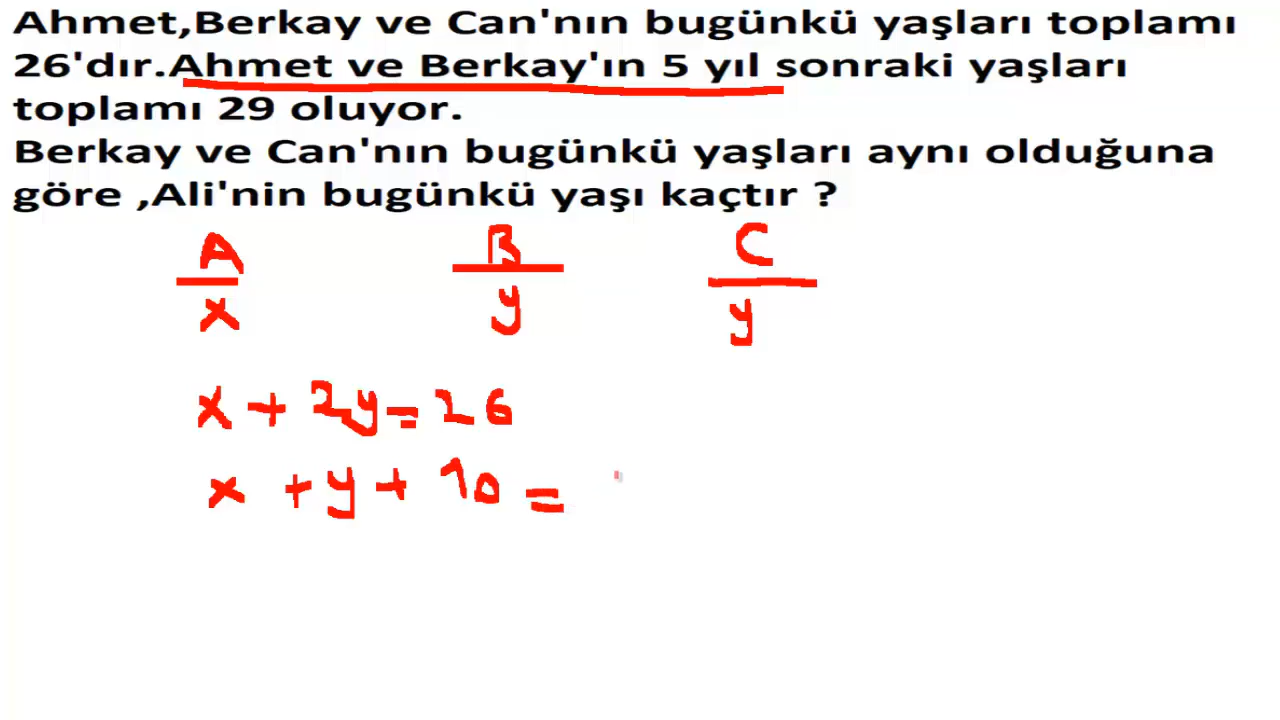 Ahmet,Berkay ve Can'nın bugünkü yaşları toplamı
26'dır.Ahmet ve Berkay'ın 5 yıl sonraki yaşları
toplamı 29 oluyor.
Berkay ve Can'nın bugünkü yaşları aynı olduğuna
göre ,Ali'nin bugünkü yaşı kaçtır ?
A B C
x y y
x + 2y = 26
x + y + 10 =